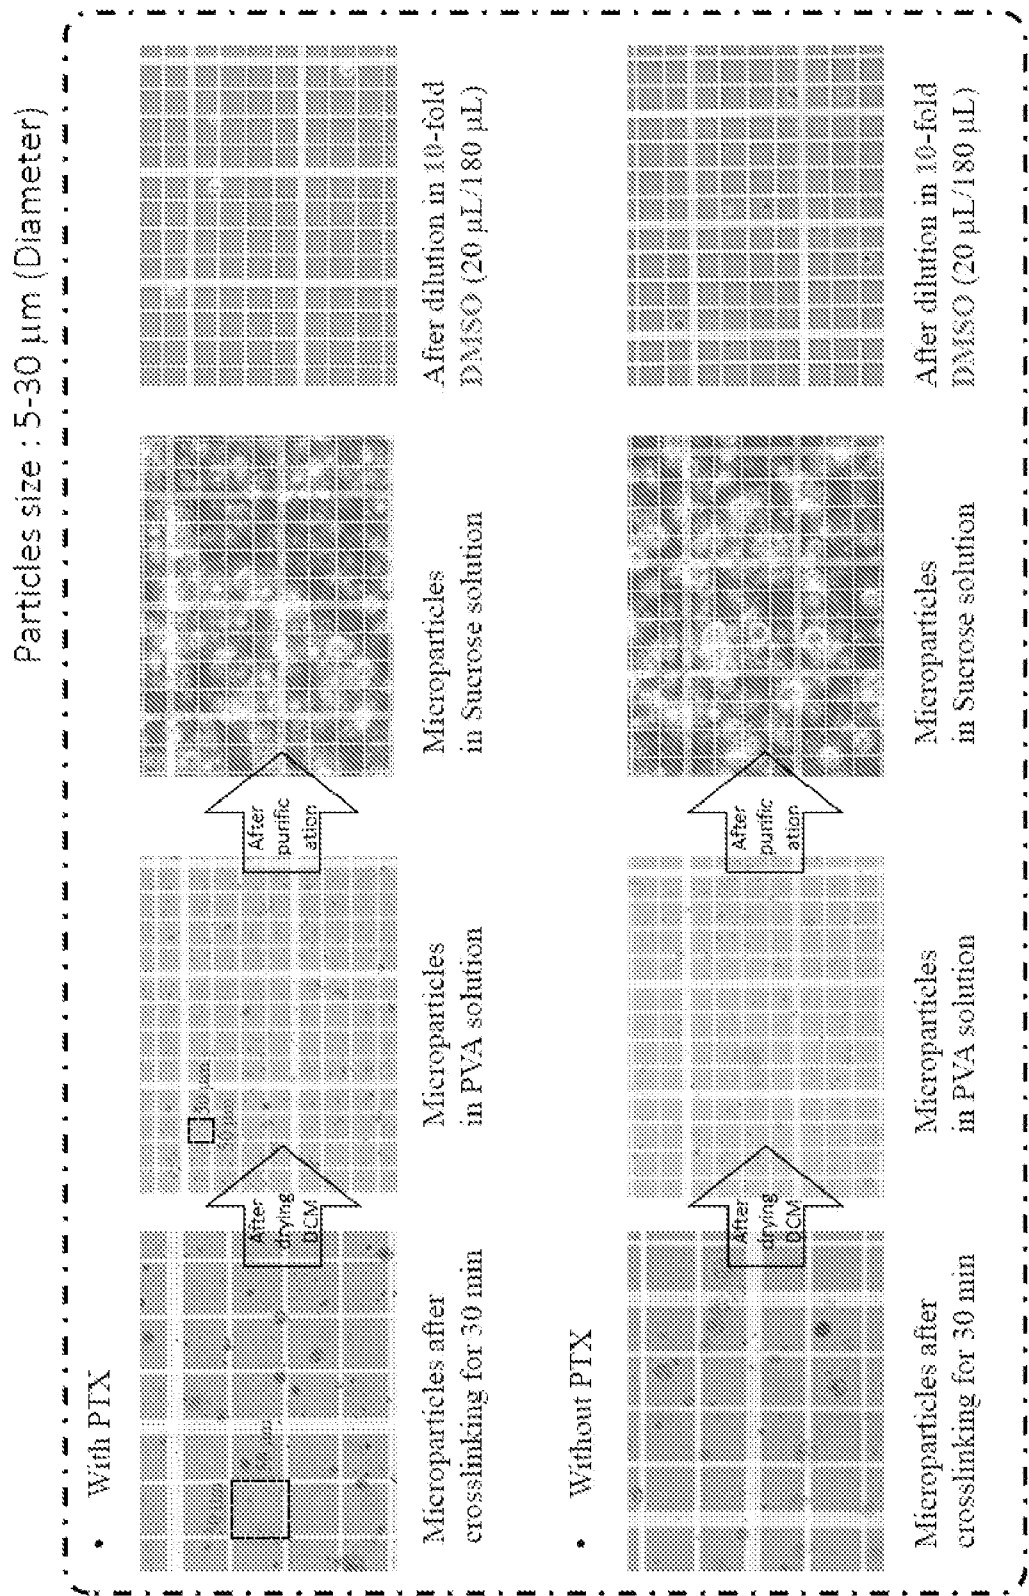 Particles size : 5-30 μm (Diameter)
• With PTX
After
drying
DCM
After
purific
ation
Microparticles after
crosslinking for 30 min
Microparticles
in PVA solution
Microparticles
in Sucrose solution
After dilution in 10-fold
DMSO (20 μL/180 μL)
• Without PTX
After
drying
DCM
After
purific
ation
Microparticles after
crosslinking for 30 min
Microparticles
in PVA solution
Microparticles
in Sucrose solution
After dilution in 10-fold
DMSO (20 μL/180 μL)